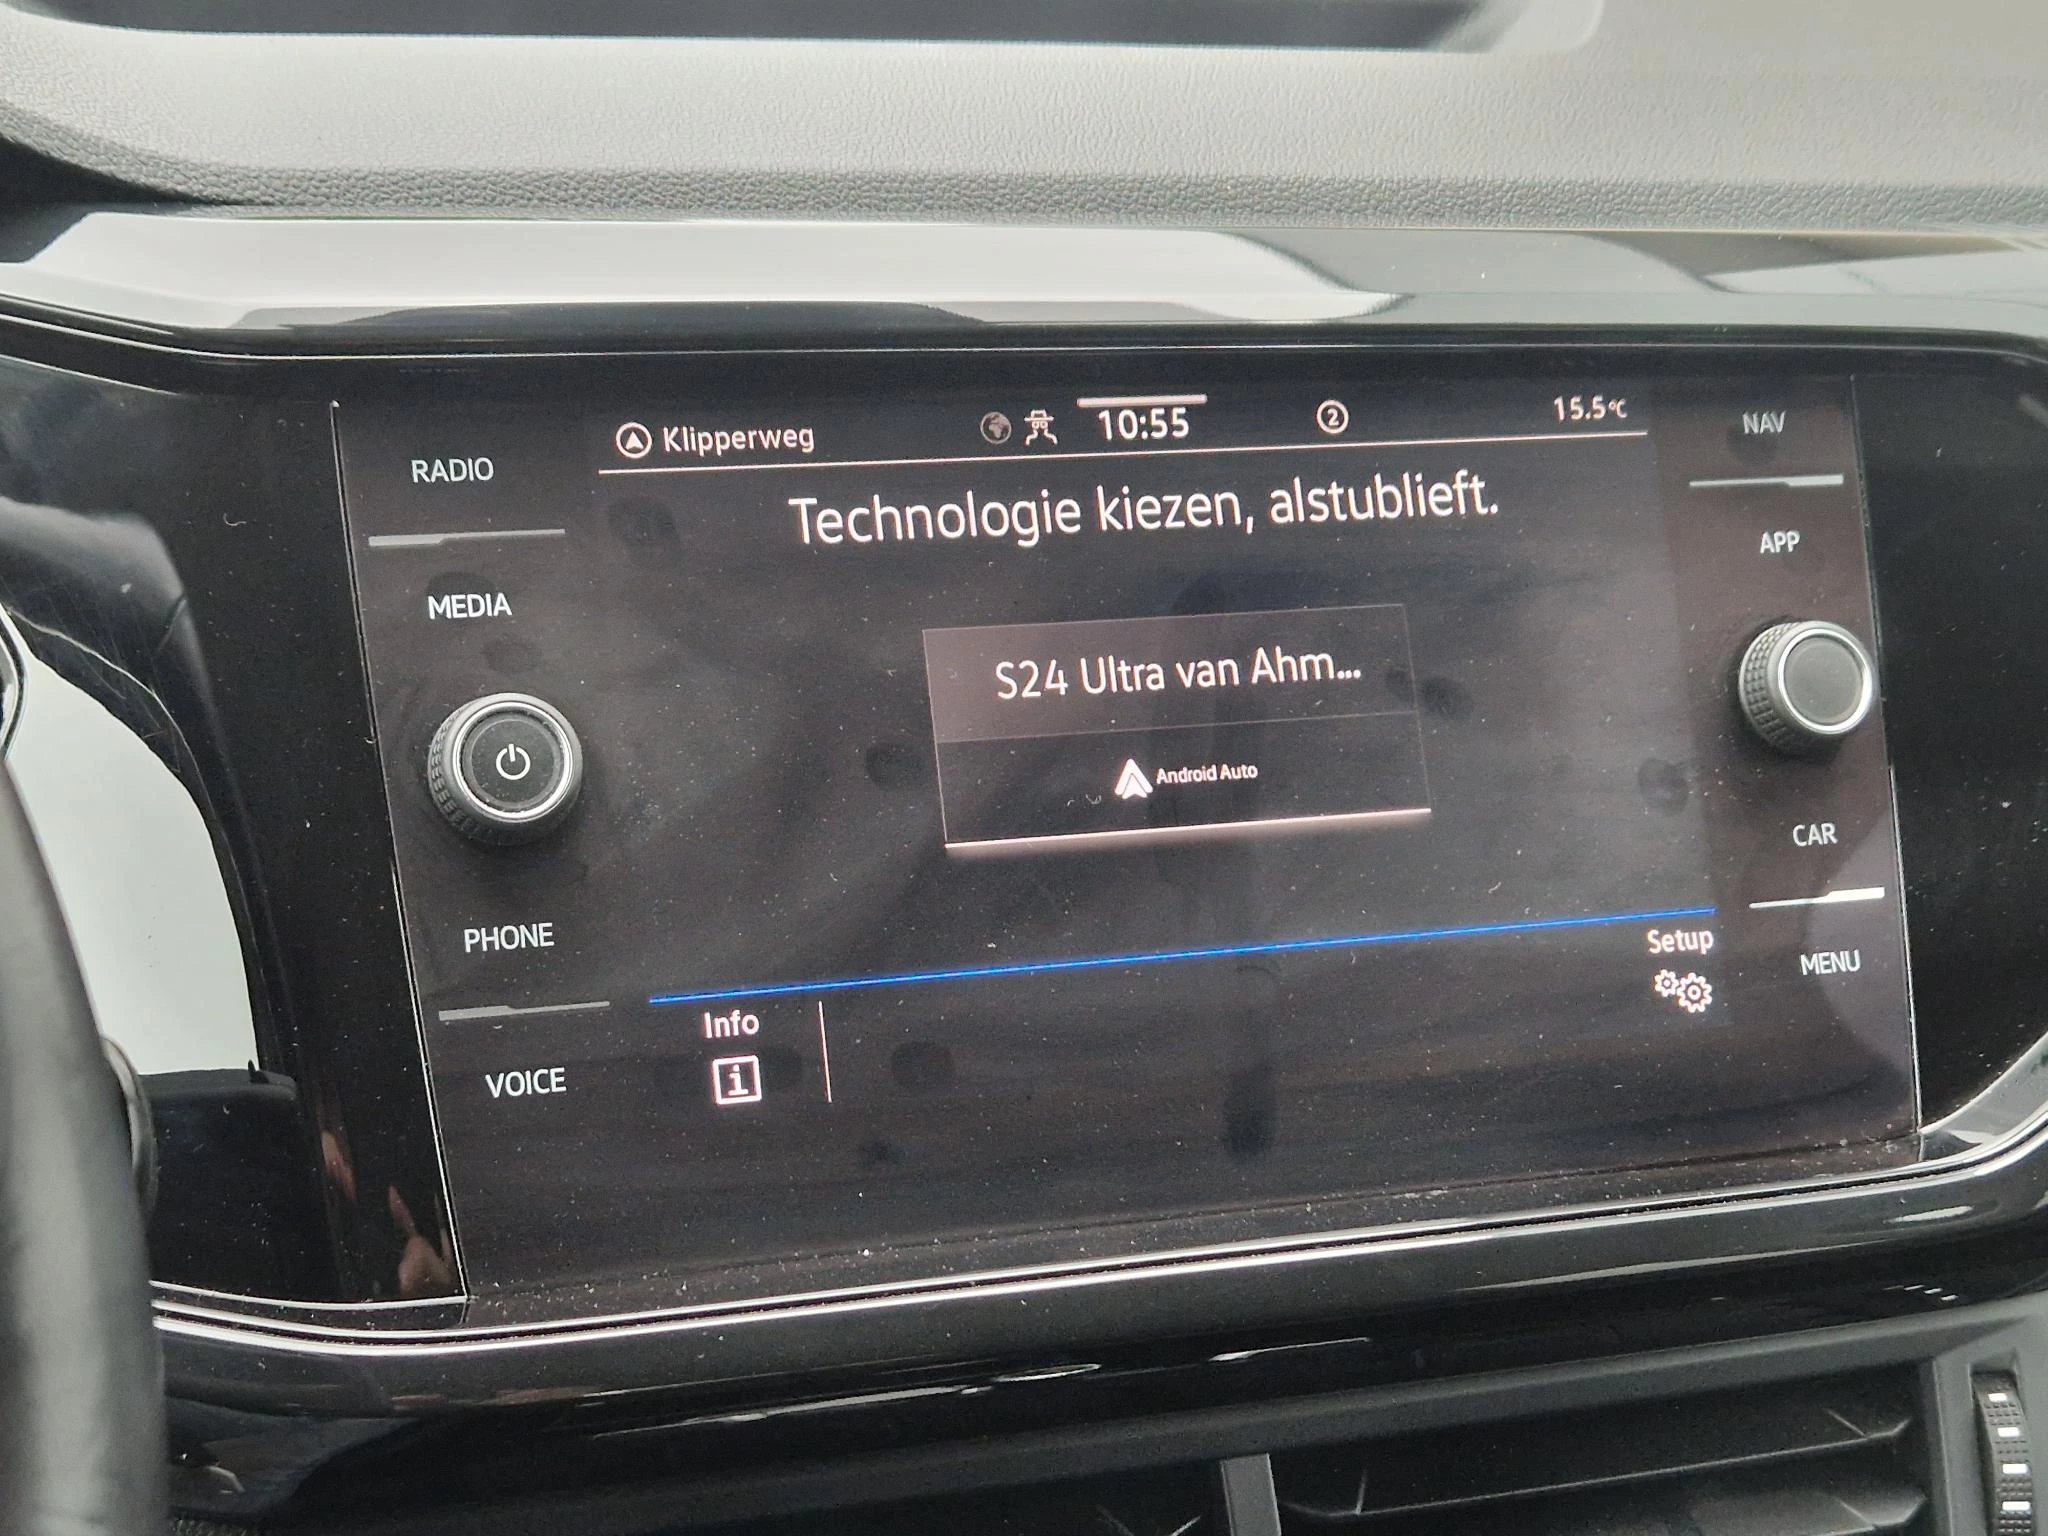 Klipperweg
10:55
2
15.5°C
NAV
RADIO
Technologie kiezen, alstublieft.
APP
MEDIA
S24 Ultra van Ahm...
Android Auto
CAR
PHONE
Setup
MENU
Info
i
VOICE